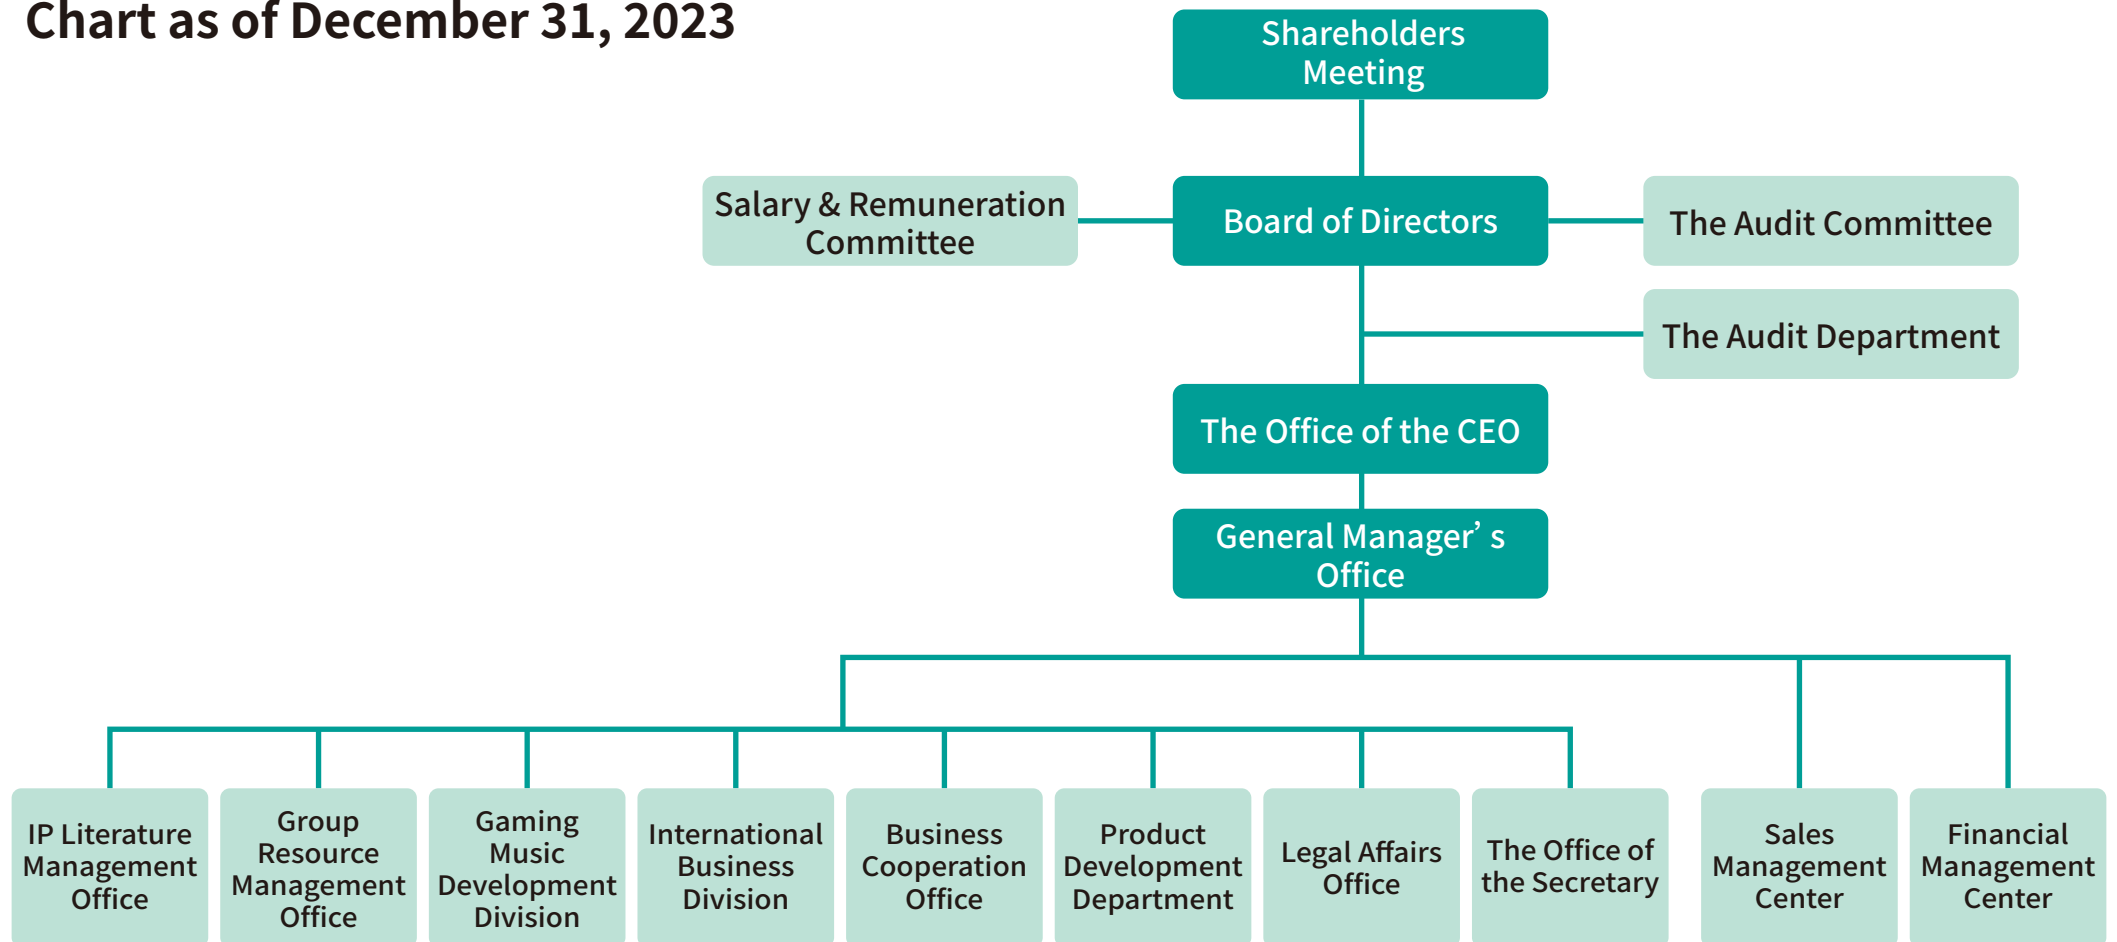 Chart as of December 31, 2023
Shareholders
Meeting
Salary & Remuneration
Committee
Board of Directors
The Audit Committee
The Audit Department
The Office of the CEO
General Manager’ s
Office
IP Literature
Management
Office
Group
Resource
Management
Office
Gaming
Music
Development
Division
International
Business
Division
Business
Cooperation
Office
Product
Development
Department
Legal Affairs
Office
The Office of
the Secretary
Sales
Management
Center
Financial
Management
Center